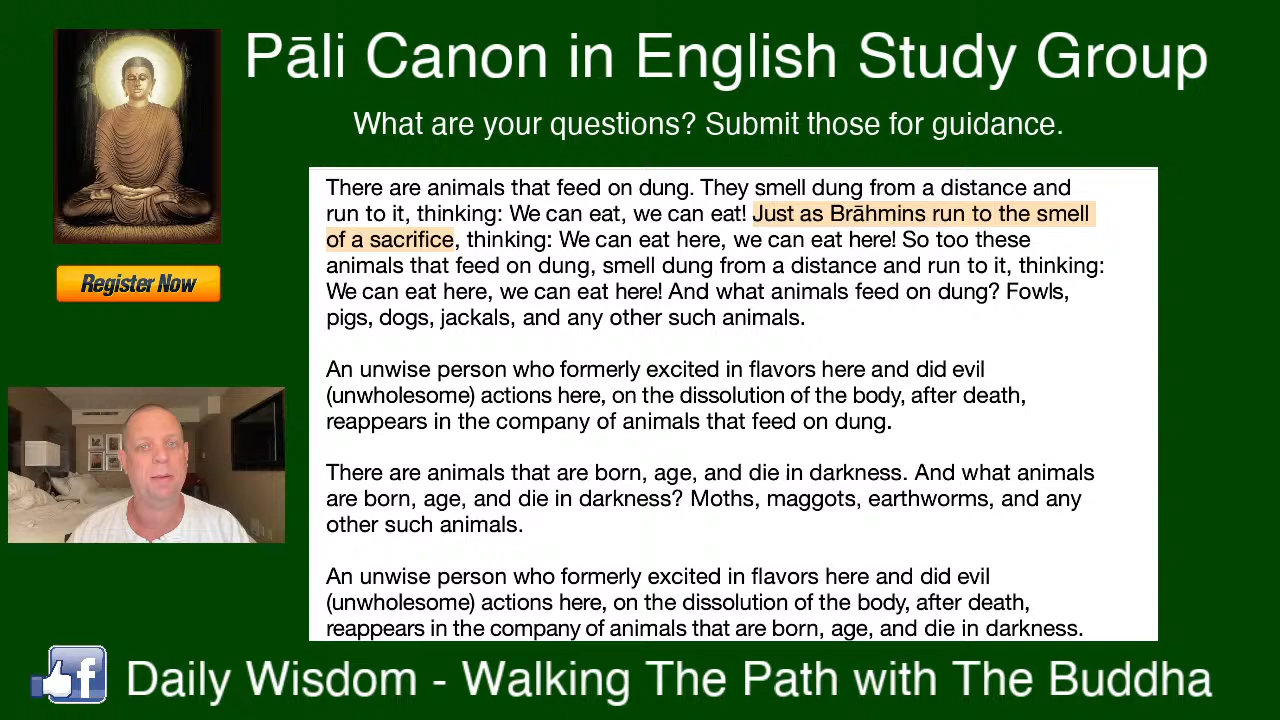 Pāli Canon in English Study Group
What are your questions? Submit those for guidance.
Register Now
There are animals that feed on dung. They smell dung from a distance and
run to it, thinking: We can eat, we can eat! Just as Brāhmins run to the smell
of a sacrifice, thinking: We can eat here, we can eat here! So too these
animals that feed on dung, smell dung from a distance and run to it, thinking:
We can eat here, we can eat here! And what animals feed on dung? Fowls,
pigs, dogs, jackals, and any other such animals.
An unwise person who formerly excited in flavors here and did evil
(unwholesome) actions here, on the dissolution of the body, after death,
reappears in the company of animals that feed on dung.
There are animals that are born, age, and die in darkness. And what animals
are born, age, and die in darkness? Moths, maggots, earthworms, and any
other such animals.
An unwise person who formerly excited in flavors here and did evil
(unwholesome) actions here, on the dissolution of the body, after death,
reappears in the company of animals that are born, age, and die in darkness.
f Daily Wisdom - Walking The Path with The Buddha